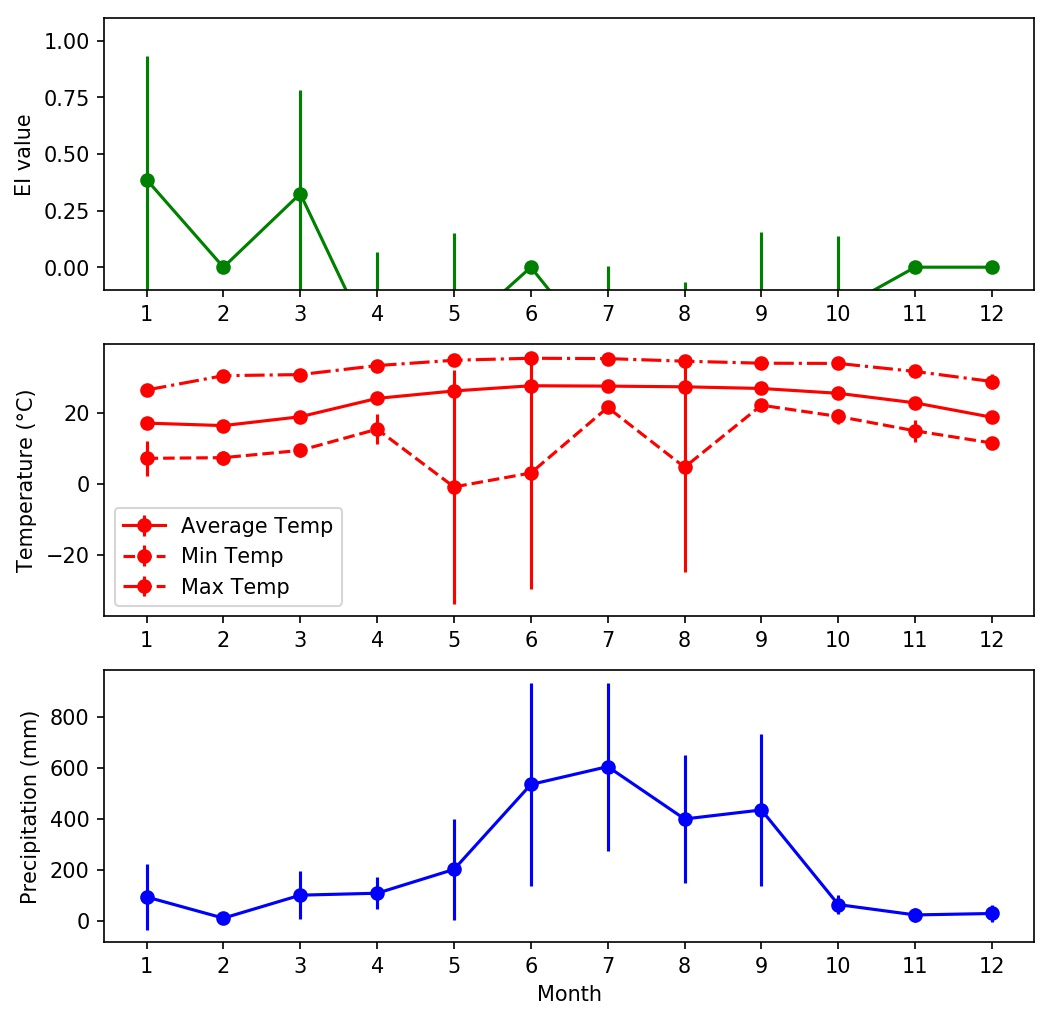 EI value
1.00
0.75
0.50
0.25
0.00
1 2 3 4 5 6 7 8 9 10 11 12
Temperature (°C)
20
0
−20
Average Temp
Min Temp
Max Temp
1 2 3 4 5 6 7 8 9 10 11 12
Precipitation (mm)
800
600
400
200
0
1 2 3 4 5 6 7 8 9 10 11 12
Month